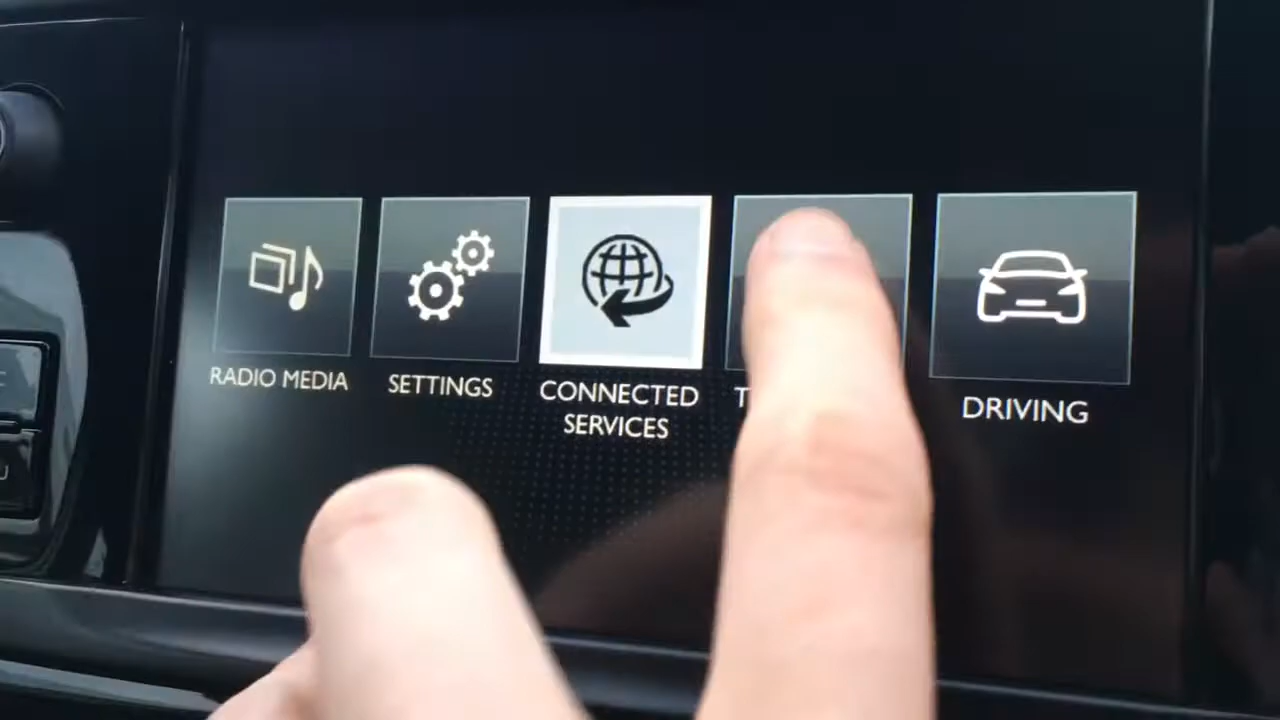 RADIO MEDIA
SETTINGS
CONNECTED
SERVICES
DRIVING